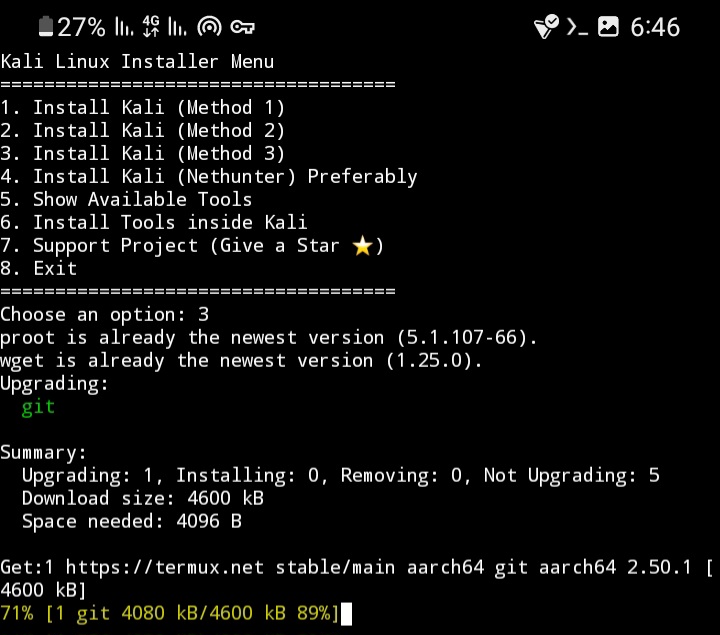 27% 4G 6:46
Kali Linux Installer Menu
====================================
1. Install Kali (Method 1)
2. Install Kali (Method 2)
3. Install Kali (Method 3)
4. Install Kali (Nethunter) Preferably
5. Show Available Tools
6. Install Tools inside Kali
7. Support Project (Give a Star ⭐)
8. Exit
====================================
Choose an option: 3
proot is already the newest version (5.1.107-66).
wget is already the newest version (1.25.0).
Upgrading:
  git
Summary:
  Upgrading: 1, Installing: 0, Removing: 0, Not Upgrading: 5
  Download size: 4600 kB
  Space needed: 4096 B
Get:1 https://termux.net stable/main aarch64 git aarch64 2.50.1 [
4600 kB]
71% [1 git 4080 kB/4600 kB 89%]